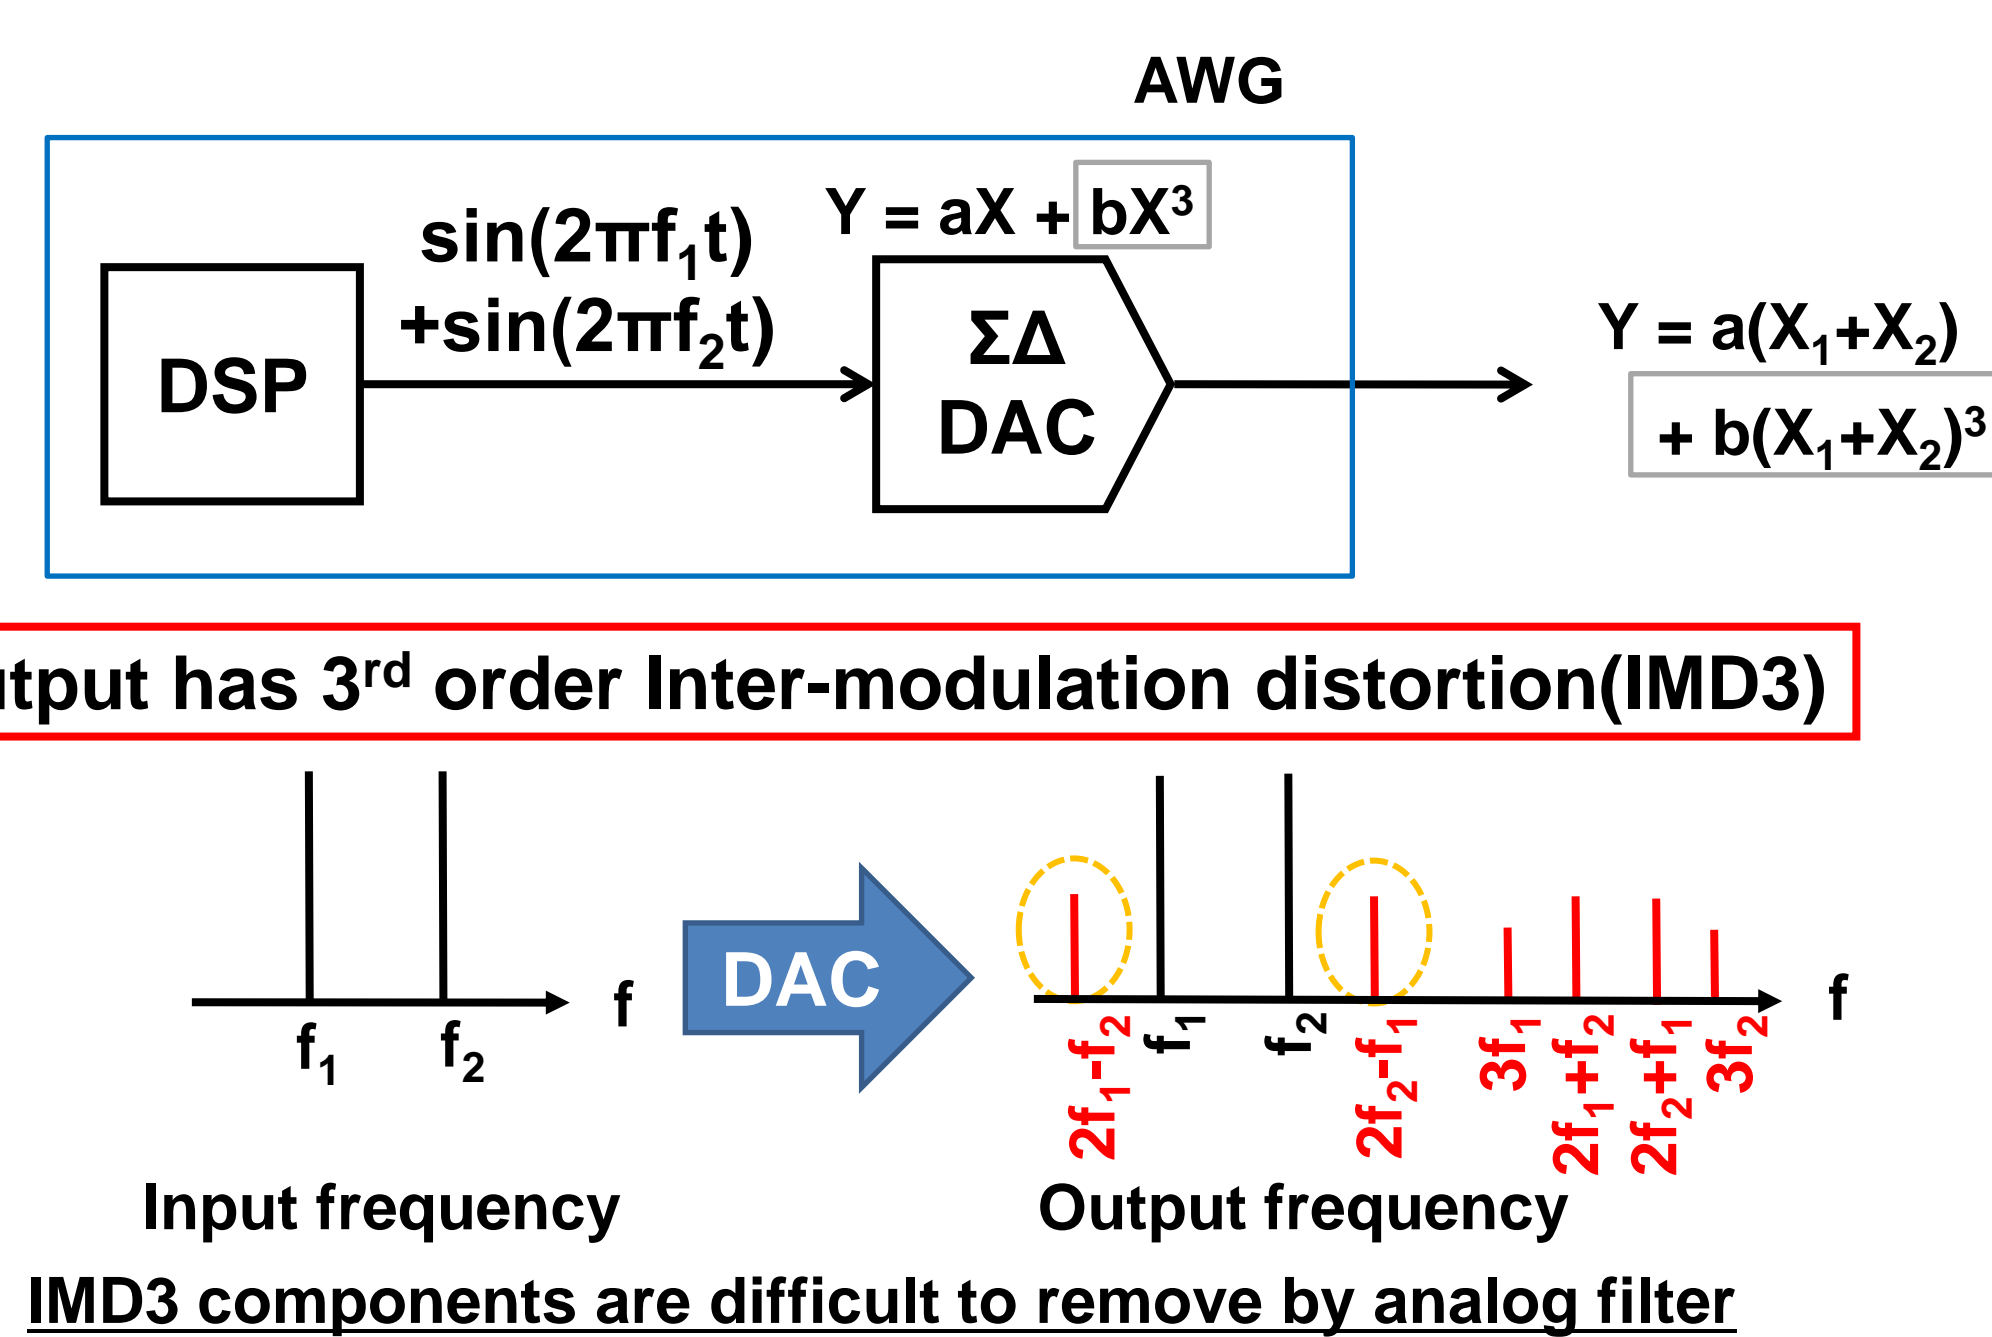 AWG
Y = aX + bX³
sin(2πf₁t)
+sin(2πf₂t)
DSP
ΣΔ
DAC
Y = a(X₁+X₂)
+ b(X₁+X₂)³
has 3rd order Inter-modulation distortion(IMD3)
DAC
f
f
f₁
f₂
2f₁-f₂
f₁
f₂
2f₂-f₁
3f₁
2f₁+f₂
2f₂+f₁
3f₂
Input frequency
Output frequency
IMD3 components are difficult to remove by analog filter